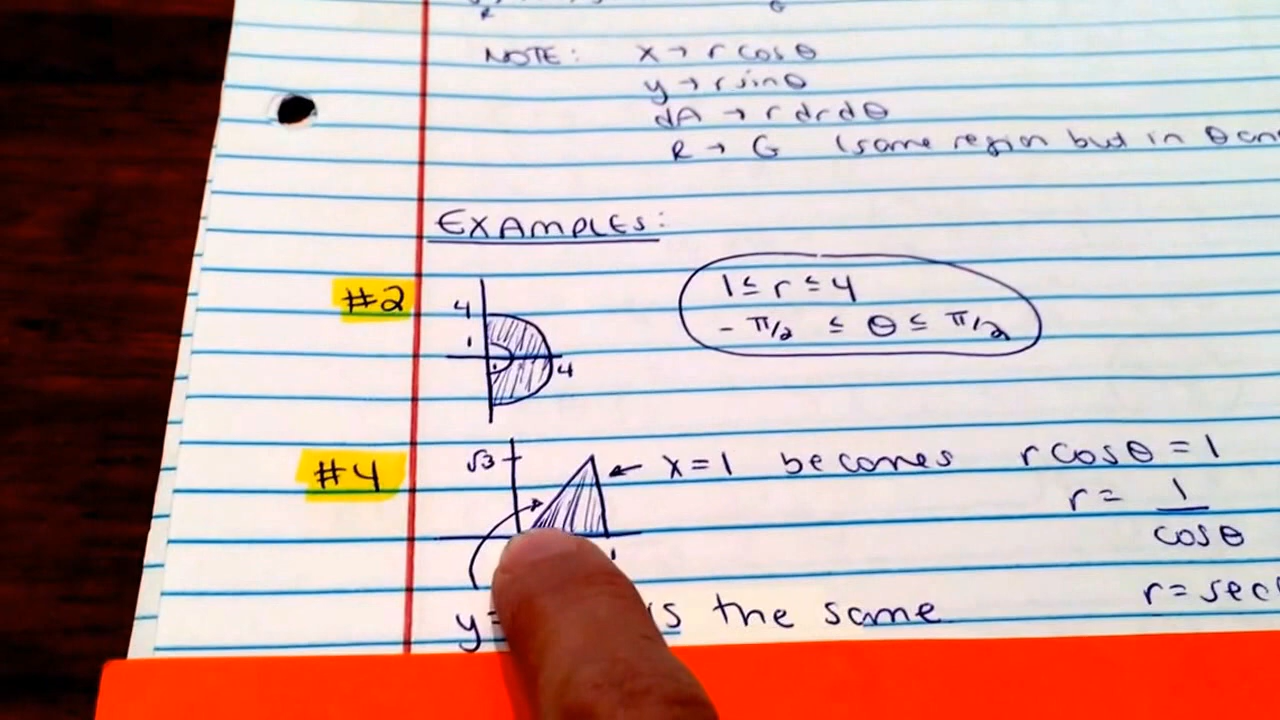 NOTE: x → r cos θ
y → r sin θ
dA → r dr dθ
R → G (same region but in θ
EXAMPLES:
#2
4
1
4
1 ≤ r ≤ 4
- π/2 ≤ θ ≤ π/2
#4
√3
← x = 1 becomes r cos θ = 1
r = 1/cos θ
1
y = the same
r = sec